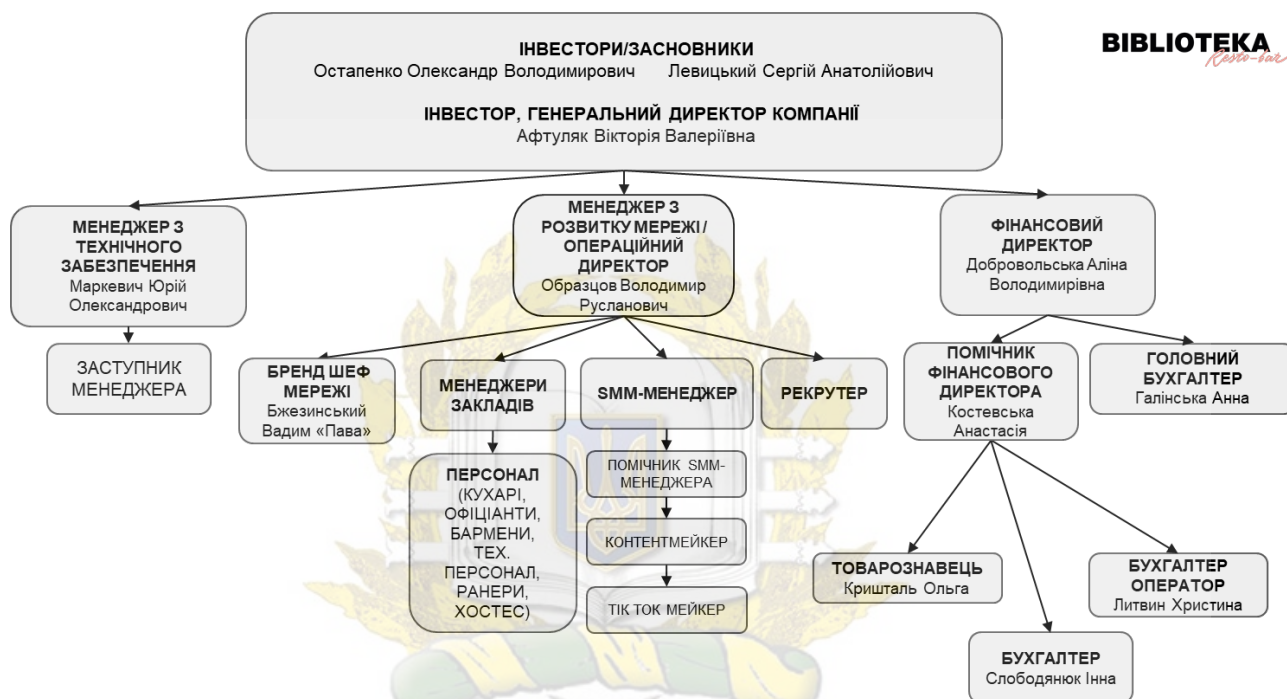 BIBLIOTEKA
Resto-bar
ІНВЕСТОРИ/ЗАСНОВНИКИ
Остапенко Олександр Володимирович Левицький Сергій Анатолійович
ІНВЕСТОР, ГЕНЕРАЛЬНИЙ ДИРЕКТОР КОМПАНІЇ
Афтуляк Вікторія Валеріївна
МЕНЕДЖЕР З
ТЕХНІЧНОГО
ЗАБЕЗПЕЧЕННЯ
Маркевич Юрій
Олександрович
МЕНЕДЖЕР З
РОЗВИТКУ МЕРЕЖІ /
ОПЕРАЦІЙНИЙ
ДИРЕКТОР
Образцов Володимир
Русланович
ФІНАНСОВИЙ
ДИРЕКТОР
Добровольська Аліна
Володимирівна
ЗАСТУПНИК
МЕНЕДЖЕРА
БРЕНД ШЕФ
МЕРЕЖІ
Бжезинський
Вадим «Пава»
МЕНЕДЖЕРИ
ЗАКЛАДІВ
SMM-МЕНЕДЖЕР
РЕКРУТЕР
ПОМІЧНИК
ФІНАНСОВОГО
ДИРЕКТОРА
Костевська
Анастасія
ГОЛОВНИЙ
БУХГАЛТЕР
Галінська Анна
ПЕРСОНАЛ
(КУХАРІ,
ОФІЦІАНТИ,
БАРМЕНИ,
ТЕХ.
ПЕРСОНАЛ,
РАНЕРИ,
ХОСТЕС)
ПОМІЧНИК SMM-
МЕНЕДЖЕРА
КОНТЕНТМЕЙКЕР
ТІК ТОК МЕЙКЕР
ТОВАРОЗНАВЕЦЬ
Кришталь Ольга
БУХГАЛТЕР
ОПЕРАТОР
Литвин Христина
БУХГАЛТЕР
Слободянюк Інна